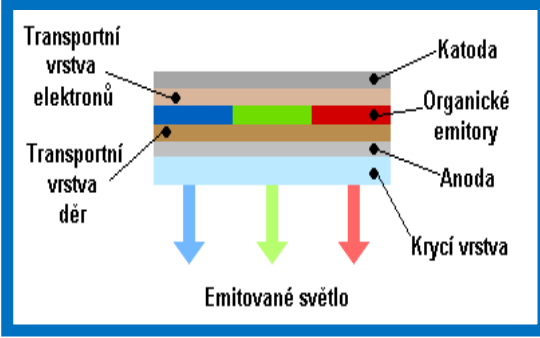 Transportní
vrstva
elektronů
Transportní
vrstva
děr
Katoda
Organické
emitory
Anoda
Krycí vrstva
Emitované světlo